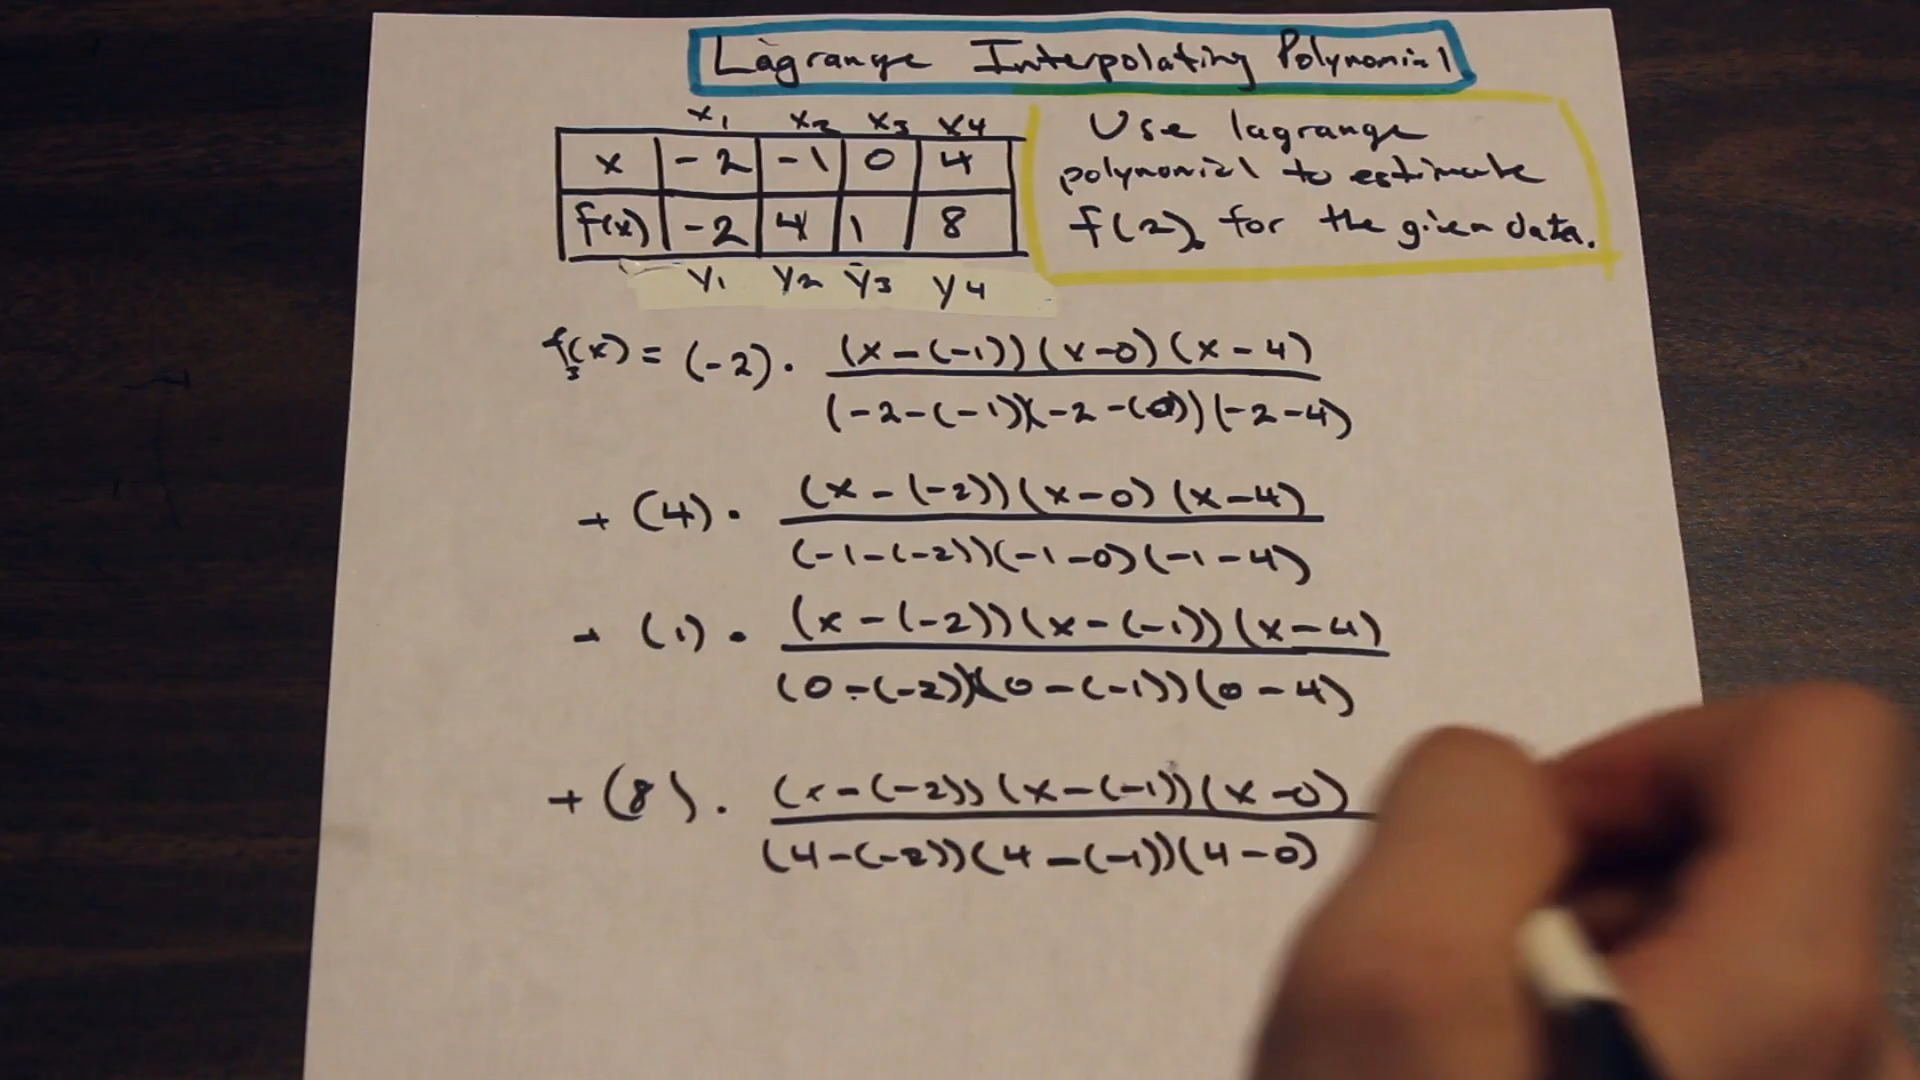 Lagrange Interpolating Polynomial
x1 x2 x3 x4
x -2 -1 0 4
f(x) -2 4 1 8
y1 y2 y3 y4
Use lagrange
polynomial to estimate
f(2) for the given data.
f3(x) = (-2) · (x-(-1))(x-0)(x-4)
(-2-(-1))(-2-(0))(-2-4)
+ (4) · (x-(-2))(x-0)(x-4)
(-1-(-2))(-1-0)(-1-4)
+ (1) · (x-(-2))(x-(-1))(x-4)
(0-(-2))(0-(-1))(0-4)
+ (8) · (x-(-2))(x-(-1))(x-0)
(4-(-2))(4-(-1))(4-0)